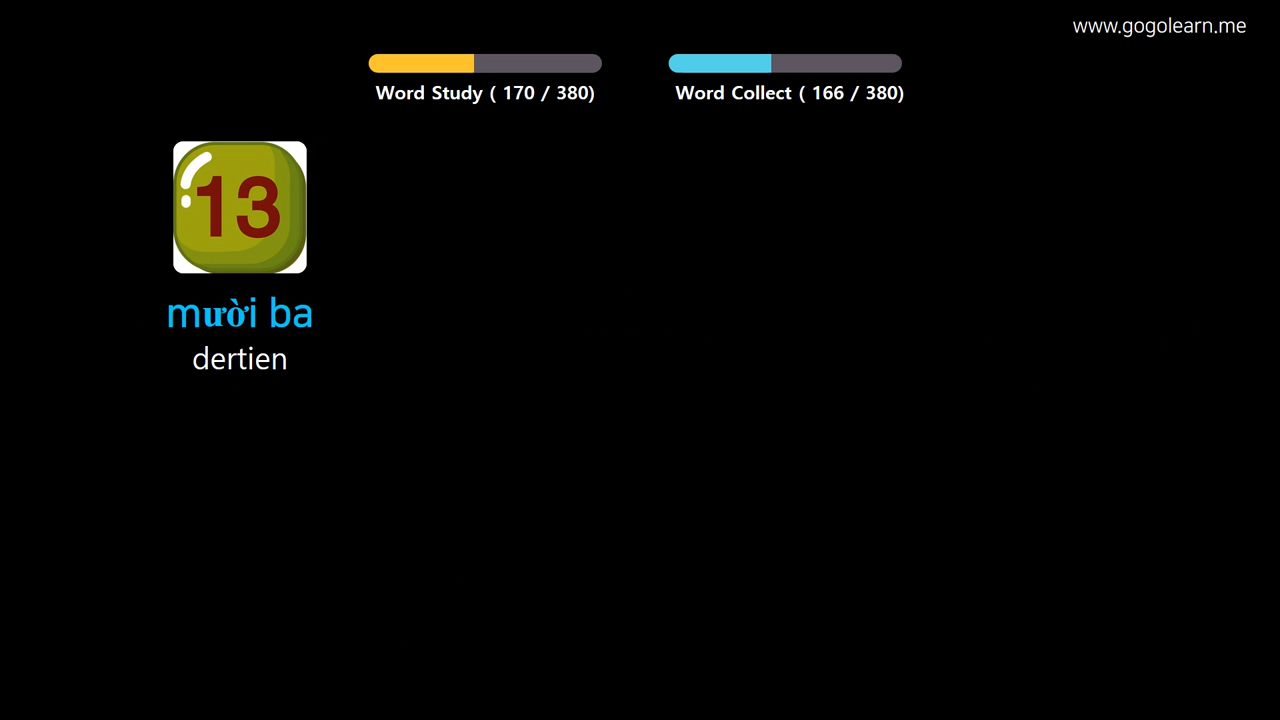 www.gogolearn.me
Word Study ( 170 / 380)
Word Collect ( 166 / 380)
13
mười ba
dertien